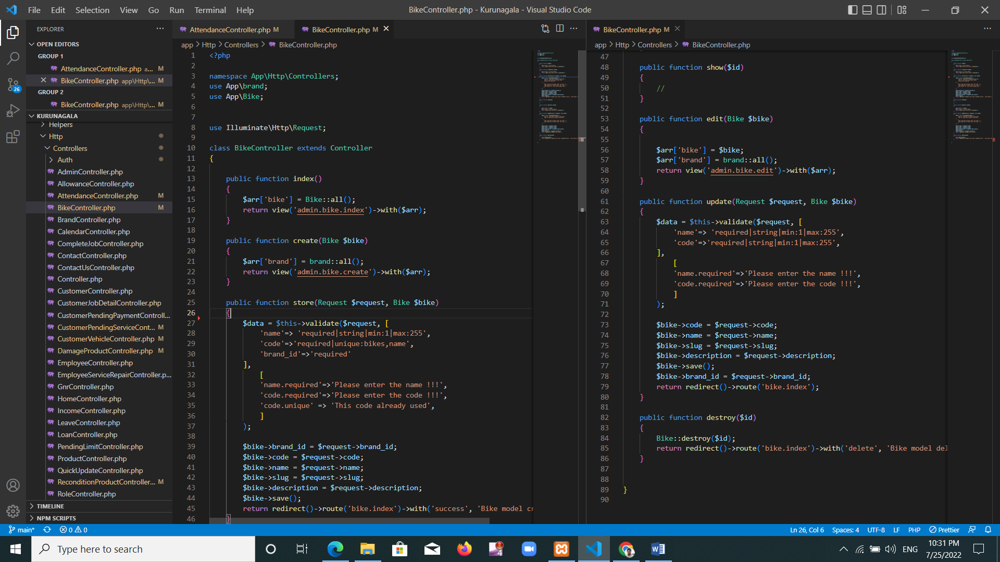 File Edit Selection View Go Run Terminal Help
BikeController.php - Kurunagala - Visual Studio Code
EXPLORER
OPEN EDITORS
GROUP 1
AttendanceController.php a... M
BikeController.php app\Http\... M
GROUP 2
BikeController.php app\Http\... M
KURUNAGALA
Helpers
Http
Controllers
Auth
AdminController.php
AllowanceController.php
AttendanceController.php M
BikeController.php M
BrandController.php
CalendarController.php
CompleteJobController.php
ContactController.php
ContactUsController.php
Controller.php
CustomerController.php
CustomerJobDetailController.php
CustomerPendingPaymentControll...
CustomerPendingServiceCont... M
CustomerVehicleController.php M
DamageProductController.php M
EmployeeController.php
EmployeeServiceRepairController.p...
GnrController.php
HomeController.php
IncomeController.php
LeaveController.php
LoanController.php
PendingLimitController.php
ProductController.php
QuickUpdateController.php
ReconditionProductController... M
RoleController.php
TIMELINE
NPM SCRIPTS
26
AttendanceController.php M
BikeController.php M
app > Http > Controllers > BikeController.php
1 <?php
2
3 namespace App\Http\Controllers;
4 use App\brand;
5 use App\Bike;
6
7
8 use Illuminate\Http\Request;
9
10 class BikeController extends Controller
11 {
12
13 public function index()
14 {
15 $arr['bike'] = Bike::all();
16 return view('admin.bike.index')->with($arr);
17 }
18
19 public function create(Bike $bike)
20 {
21 $arr['brand'] = brand::all();
22 return view('admin.bike.create')->with($arr);
23 }
24
25 public function store(Request $request, Bike $bike)
26 {
27 $data = $this->validate($request, [
28 'name'=> 'required|string|min:1|max:255',
29 'code'=>'required|unique:bikes,name',
30 'brand_id'=>'required'
31 ],
32 [
33 'name.required'=>'Please enter the name !!!',
34 'code.required'=>'Please enter the code !!!',
35 'code.unique' => 'This code already used',
36 ]
37 );
38
39 $bike->brand_id = $request->brand_id;
40 $bike->code = $request->code;
41 $bike->name = $request->name;
42 $bike->slug = $request->slug;
43 $bike->description = $request->description;
44 $bike->save();
45 return redirect()->route('bike.index')->with('success', 'Bike model cr
46 }
BikeController.php M
app > Http > Controllers > BikeController.php
47
48 public function show($id)
49 {
50 //
51 }
52
53 public function edit(Bike $bike)
54 {
55
56 $arr['bike'] = $bike;
57 $arr['brand'] = brand::all();
58 return view('admin.bike.edit')->with($arr);
59 }
60
61 public function update(Request $request, Bike $bike)
62 {
63 $data = $this->validate($request, [
64 'name'=> 'required|string|min:1|max:255',
65 'code'=>'required|string|min:1|max:255',
66 ],
67 [
68 'name.required'=>'Please enter the name !!!',
69 'code.required'=>'Please enter the code !!!',
70 ]
71 );
72
73 $bike->code = $request->code;
74 $bike->name = $request->name;
75 $bike->slug = $request->slug;
76 $bike->description = $request->description;
77 $bike->save();
78 $bike->brand_id = $request->brand_id;
79 return redirect()->route('bike.index');
80 }
81
82 public function destroy($id)
83 {
84 Bike::destroy($id);
85 return redirect()->route('bike.index')->with('delete', 'Bike model del
86 }
87
88
89 }
90
main* 0 0
Ln 26, Col 6 Spaces: 4 UTF-8 LF PHP Prettier
Type here to search
4
ENG
10:31 PM
7/25/2022